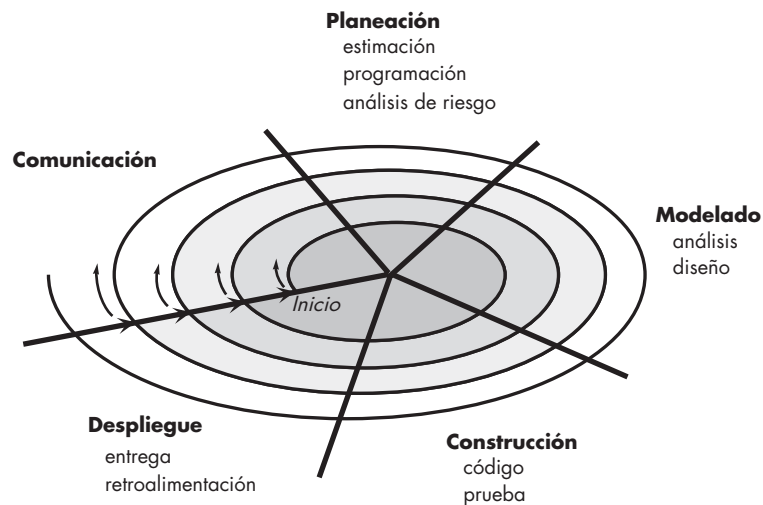 Planeación
estimación
programación
análisis de riesgo
Comunicación
Modelado
análisis
diseño
Inicio
Despliegue
entrega
retroalimentación
Construcción
código
prueba